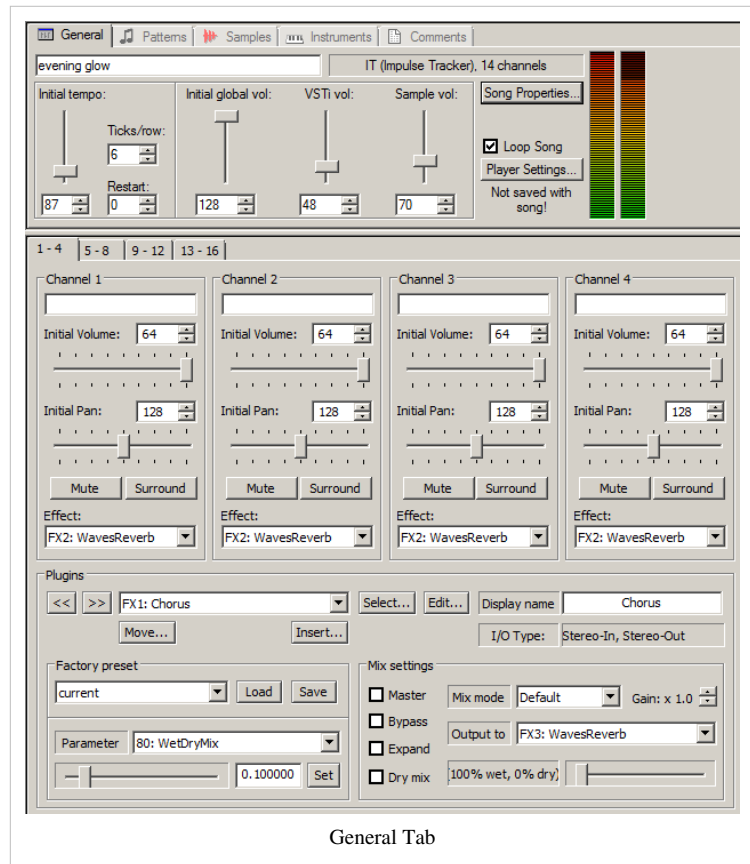 General Patterns Samples Instruments Comments
evening glow IT (Impulse Tracker), 14 channels
Initial tempo: Initial global vol: VSTi vol: Sample vol: Song Properties...
Ticks/row:
6 Loop Song
Restart: Player Settings...
87 0 128 48 70 Not saved with
song!
1 - 4 5 - 8 9 - 12 13 - 16
Channel 1 Channel 2 Channel 3 Channel 4
Initial Volume: 64 Initial Volume: 64 Initial Volume: 64 Initial Volume: 64
Initial Pan: 128 Initial Pan: 128 Initial Pan: 128 Initial Pan: 128
Mute Surround Mute Surround Mute Surround Mute Surround
Effect: Effect: Effect: Effect:
FX2: WavesReverb FX2: WavesReverb FX2: WavesReverb FX2: WavesReverb
Plugins
<< >> FX1: Chorus Select... Edit... Display name Chorus
Move... Insert... I/O Type: Stereo-In, Stereo-Out
Factory preset
current Load Save
Parameter 80: WetDryMix
0.100000 Set
Mix settings
Master Mix mode Default Gain: x 1.0
Bypass
Output to FX3: WavesReverb
Expand
Dry mix [100% wet, 0% dry]
General Tab